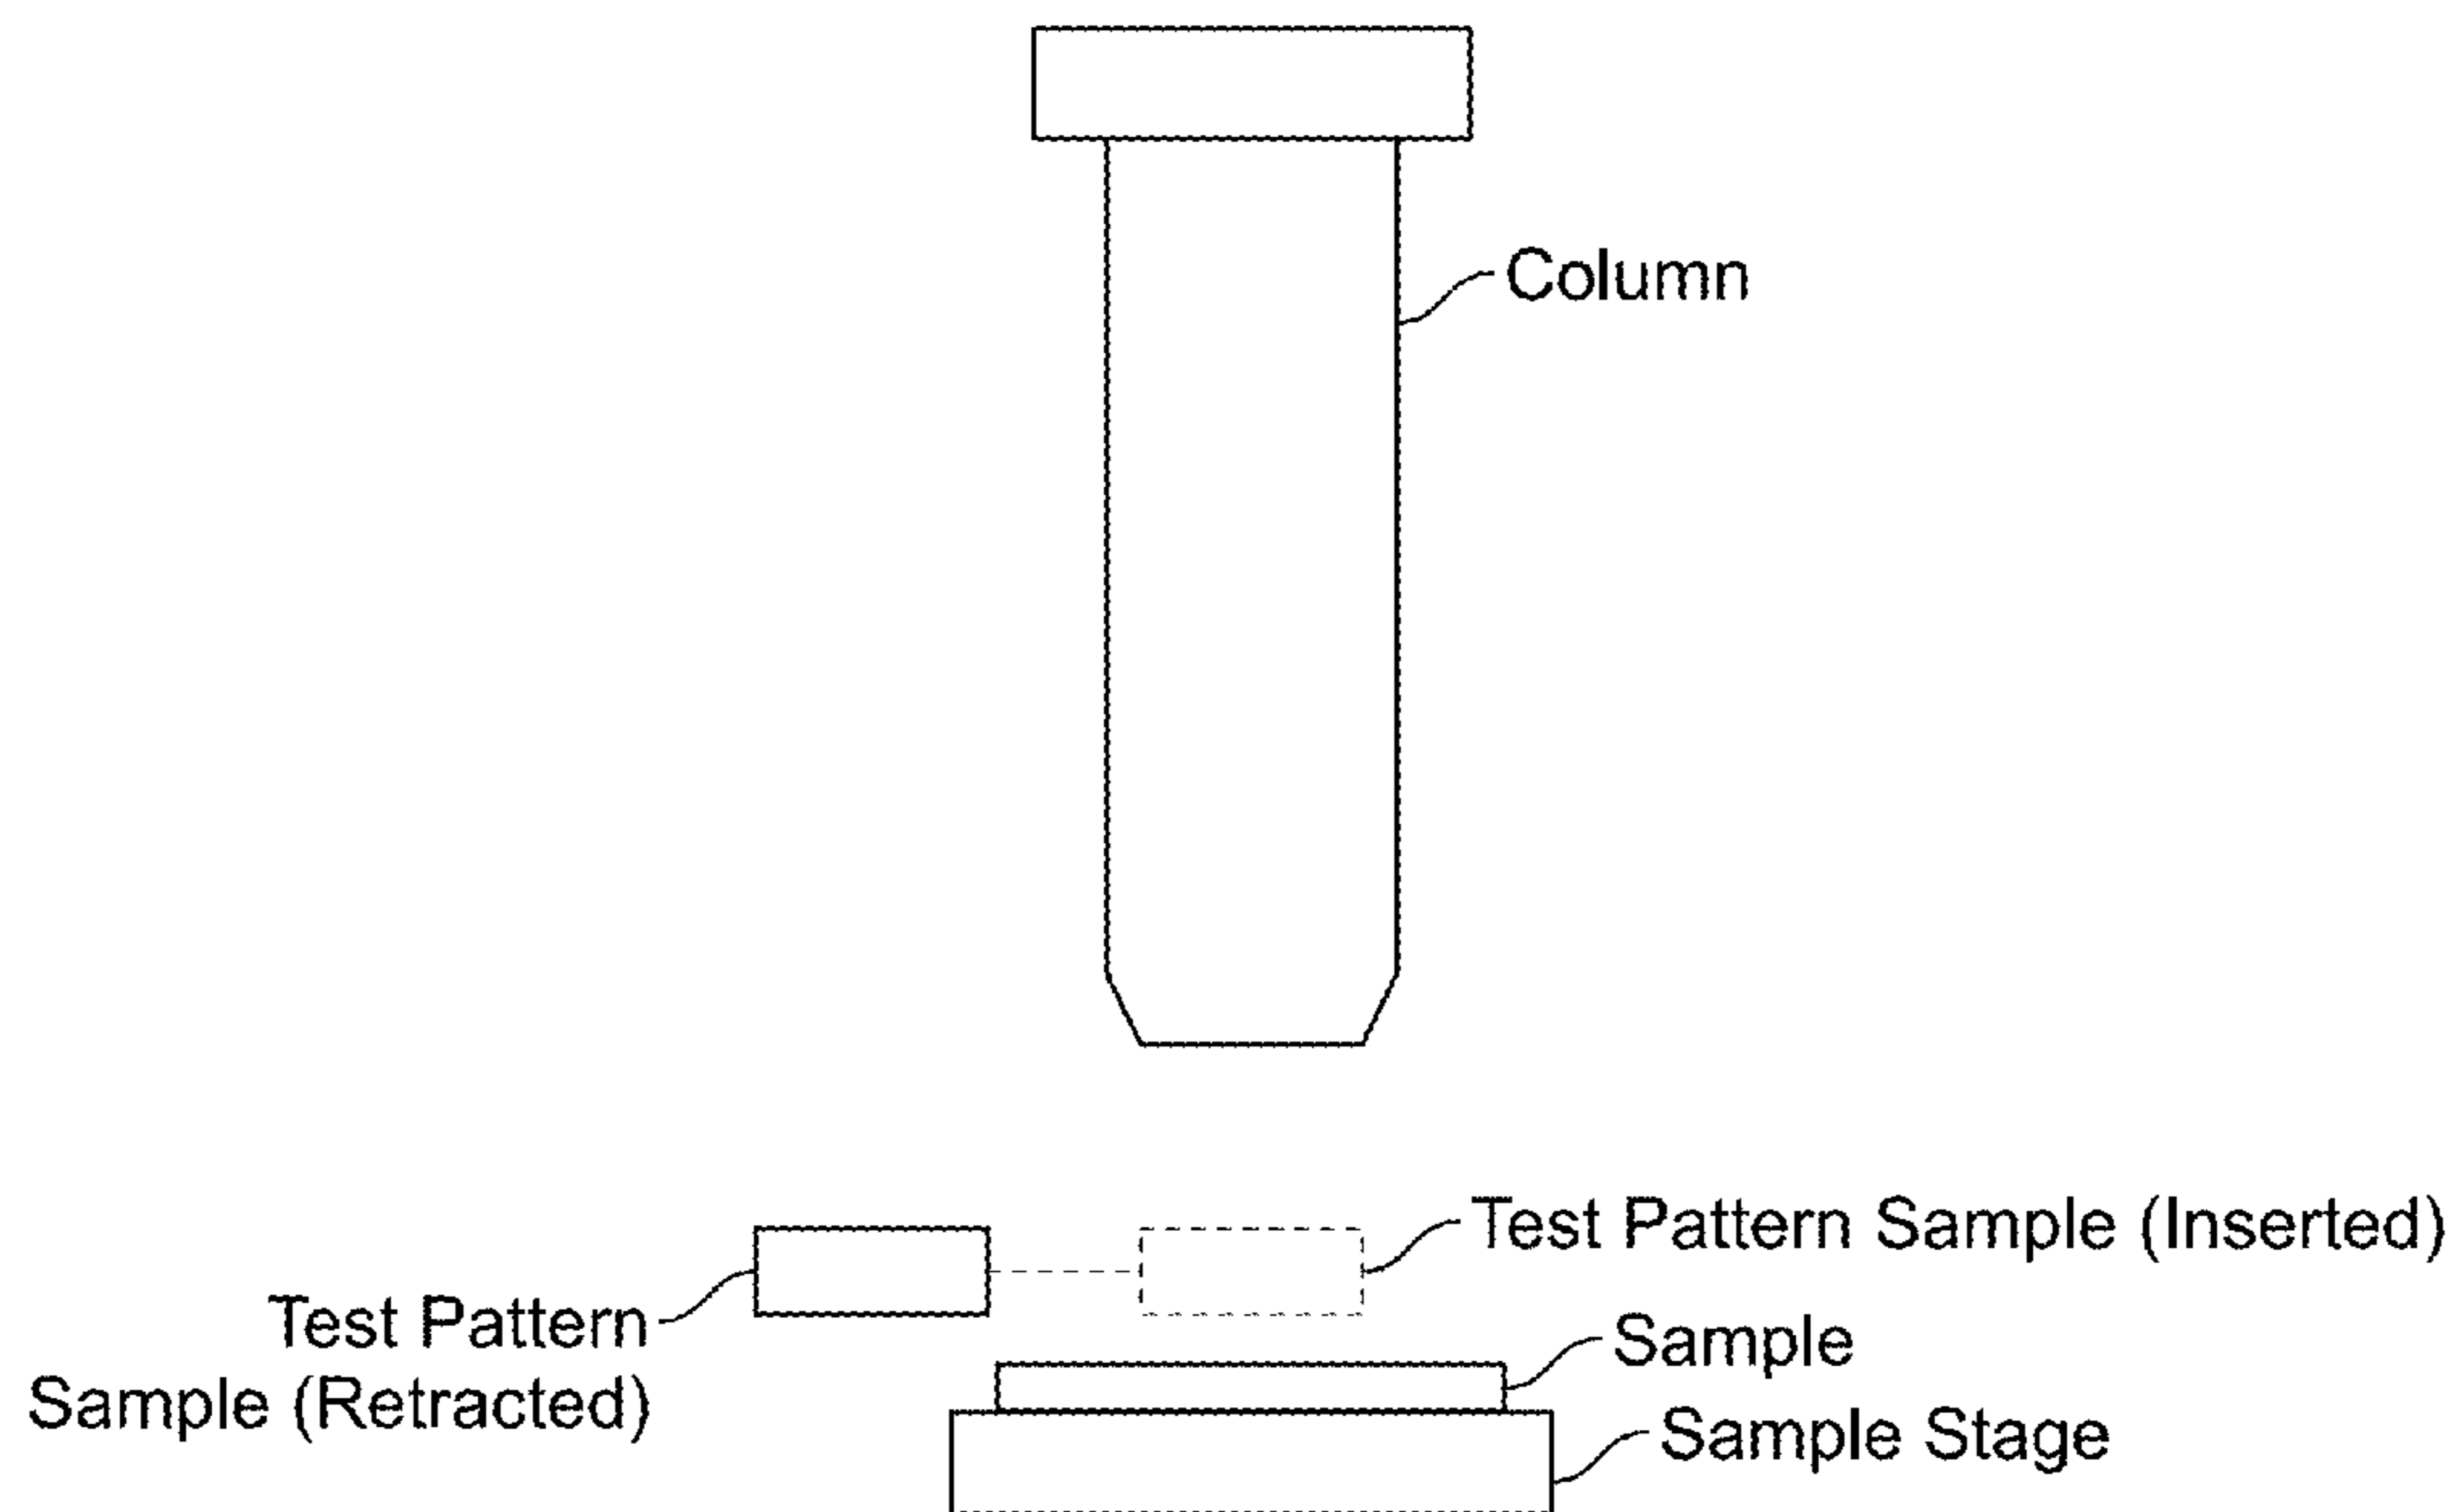 Column
Test Pattern Sample (Inserted)
Test Pattern
Sample (Retracted)
Sample
Sample Stage